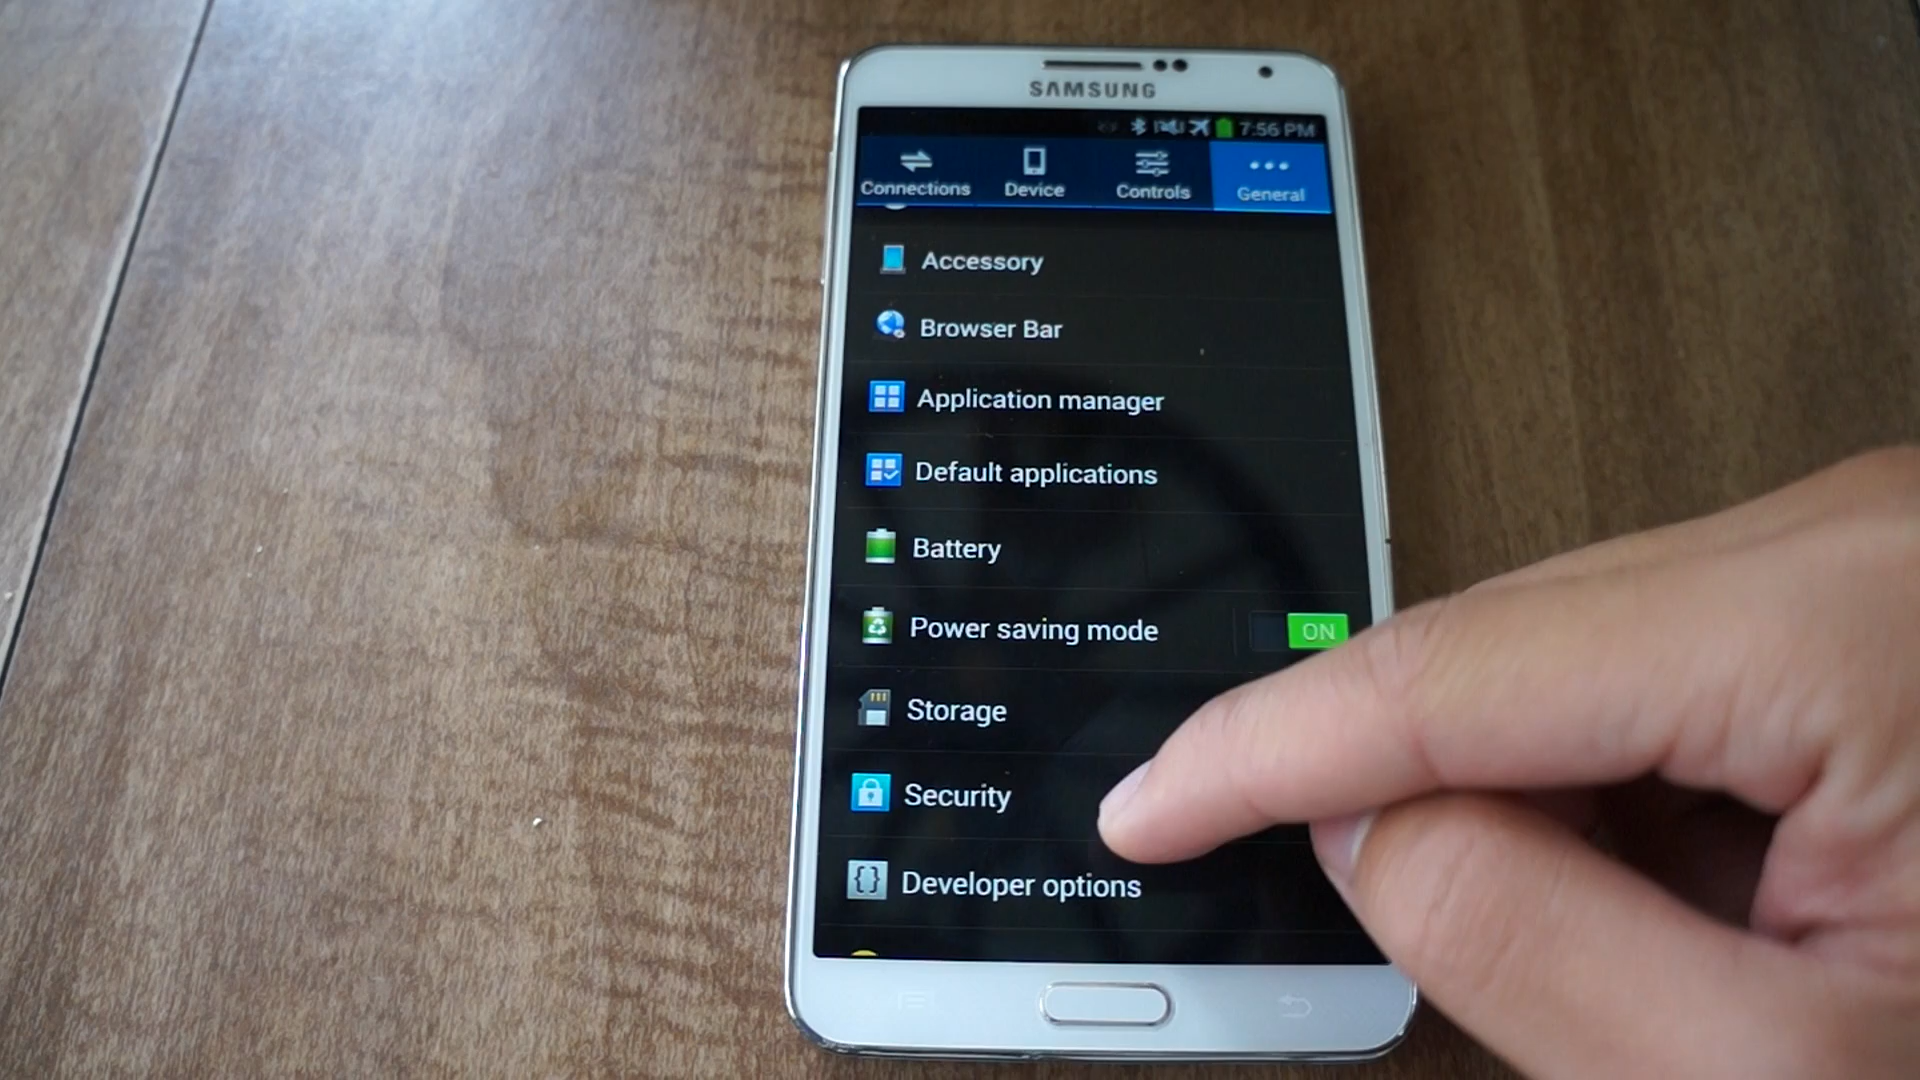 SAMSUNG
7:56 PM
Connections
Device
Controls
General
Accessory
Browser Bar
Application manager
Default applications
Battery
Power saving mode
ON
Storage
Security
Developer options